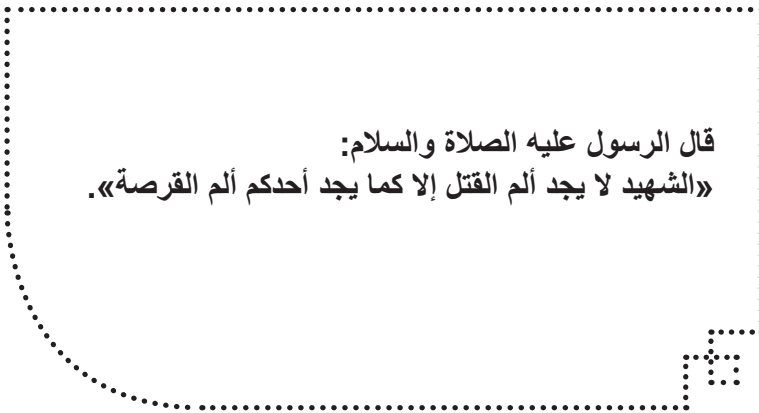 قال الرسول عليه الصلاة والسلام:
«الشهيد لا يجد ألم القتل إلا كما يجد أحدكم ألم القرصة».